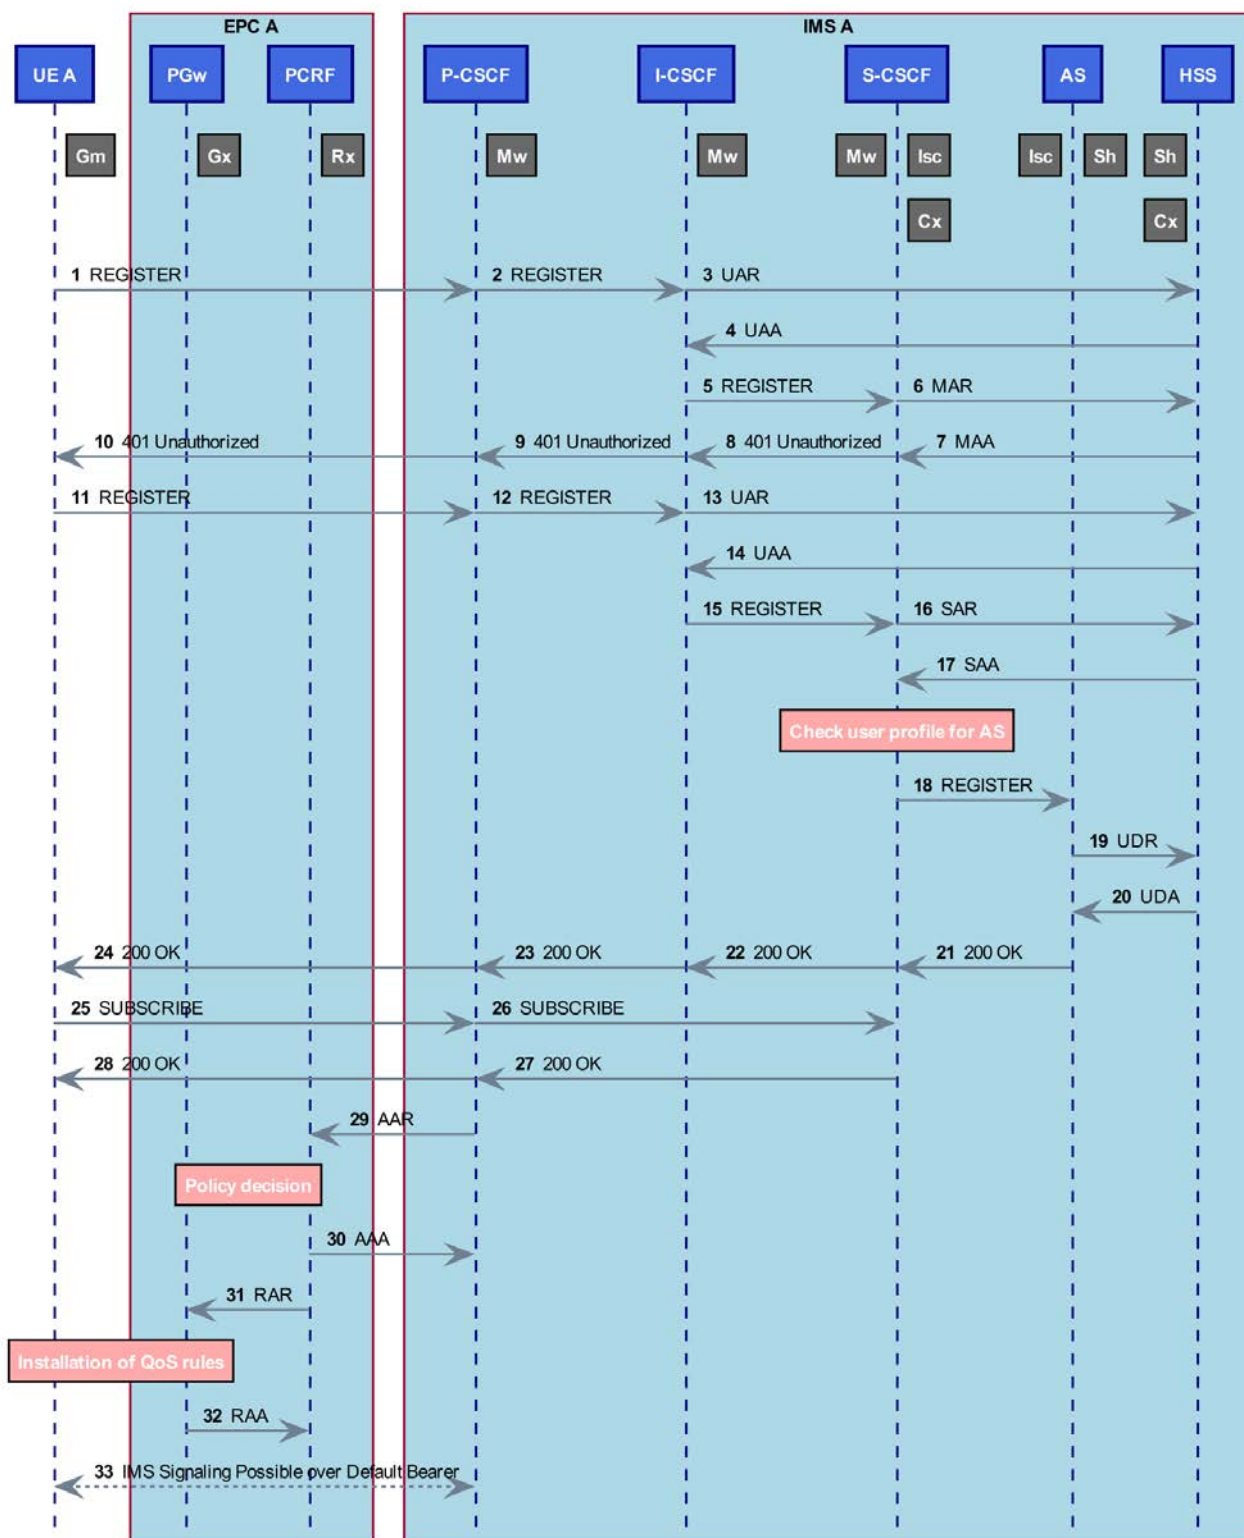 EPC A
IMS A
UE A
PGw
PCRF
P-CSCF
I-CSCF
S-CSCF
AS
HSS
Gm
Gx
Rx
Mw
Mw
Mw
Isc
Isc
Sh
Sh
Cx
Cx
1 REGISTER
2 REGISTER
3 UAR
4 UAA
5 REGISTER
6 MAR
10 401 Unauthorized
9 401 Unauthorized
8 401 Unauthorized
7 MAA
11 REGISTER
12 REGISTER
13 UAR
14 UAA
15 REGISTER
16 SAR
17 SAA
Check user profile for AS
18 REGISTER
19 UDR
20 UDA
24 200 OK
23 200 OK
22 200 OK
21 200 OK
25 SUBSCRIBE
26 SUBSCRIBE
28 200 OK
27 200 OK
29 AAR
Policy decision
30 AAA
31 RAR
Installation of QoS rules
32 RAA
33 IMS Signaling Possible over Default Bearer